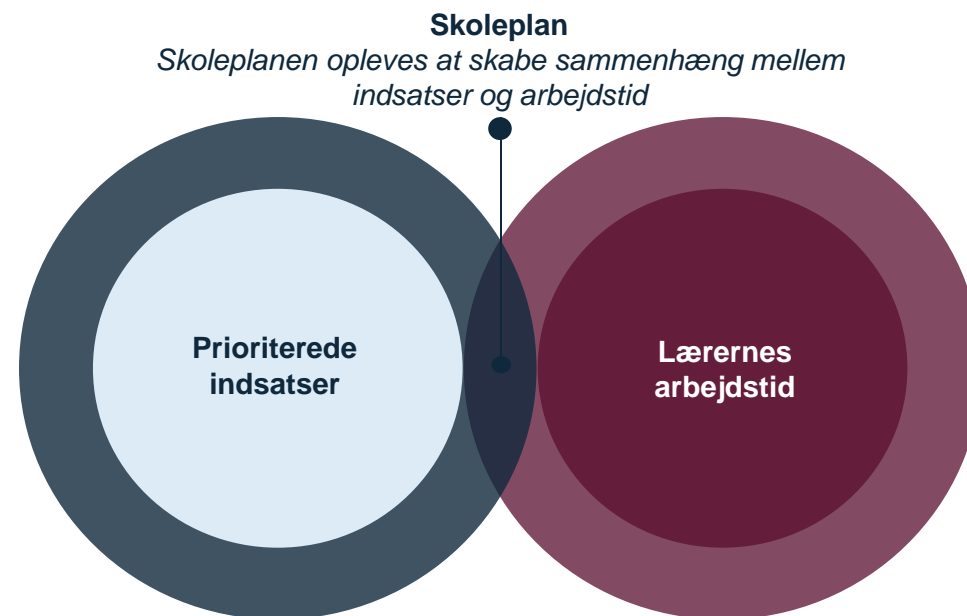 Skoleplan
Skoleplanen opleves at skabe sammenhæng mellem
indsatser og arbejdstid
Prioriterede
indsatser
Lærernes
arbejdstid